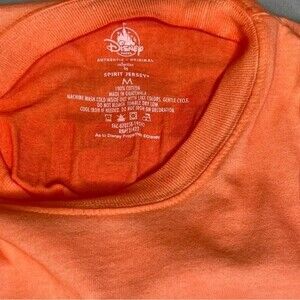 Disney
PARKS
AUTHENTIC • ORIGINAL
SPIRIT JERSEY®
M
100% COTTON
MADE IN GUATEMALA
MACHINE WASH COLD INSIDE OUT WITH LIKE COLORS, GENTLE CYCLE.
DO NOT BLEACH. TUMBLE DRY LOW.
IRON IF NEEDED. DO NOT IRON ON DECORATION.
As to Disney Properties ©Disney